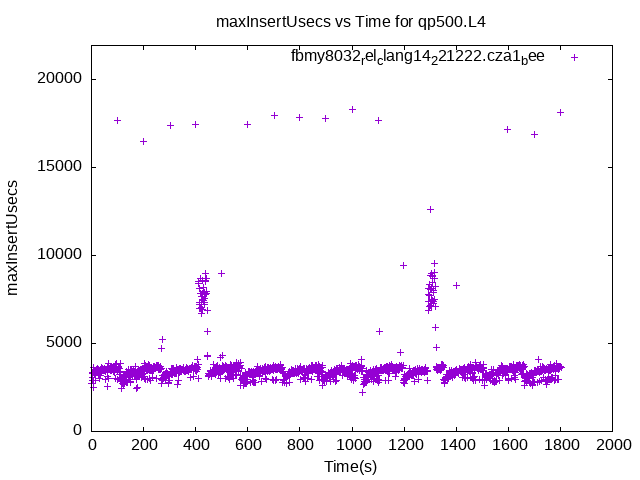 maxInsertUsecs vs Time for qp500.L4
fbmy8032relclang14221222.cza1bee
maxInsertUsecs
20000
15000
10000
5000
0
0 200 400 600 800 1000 1200 1400 1600 1800 2000
Time(s)